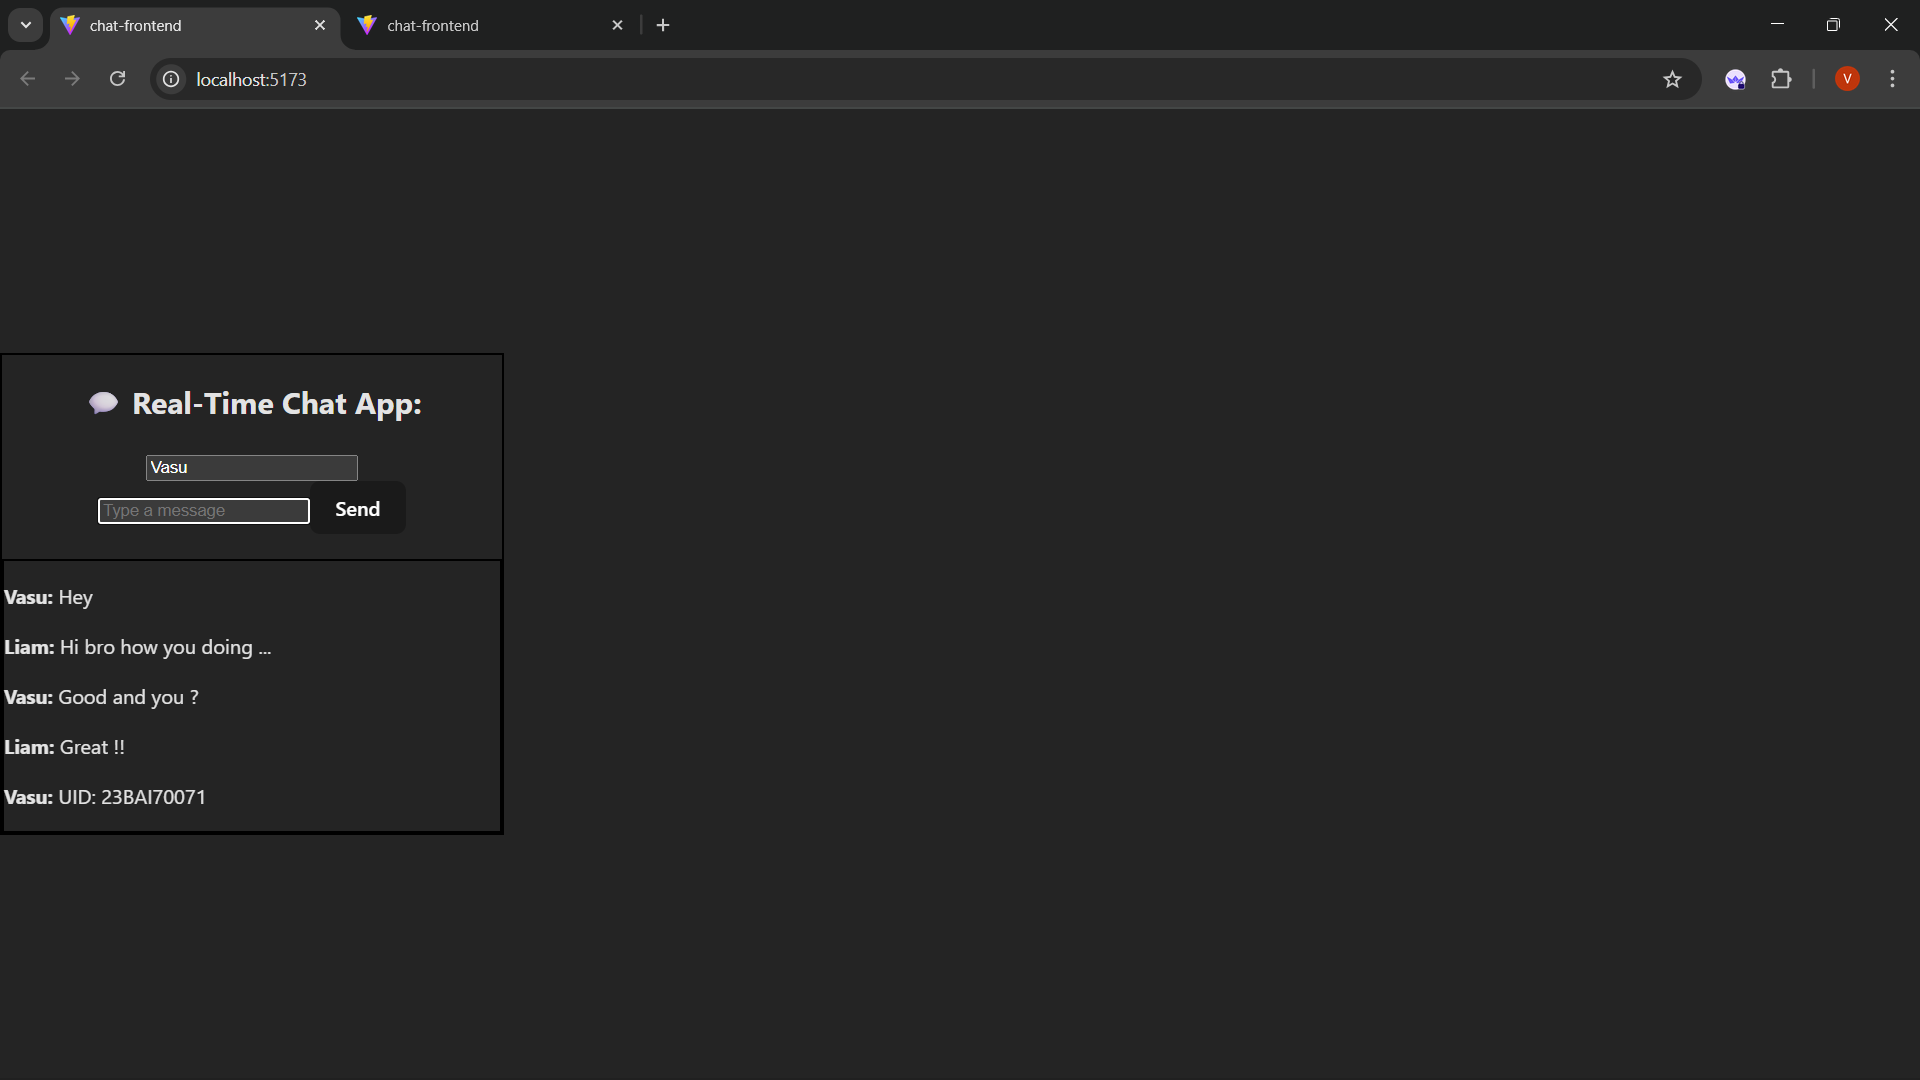 chat-frontend
chat-frontend
localhost:5173
V
💬 Real-Time Chat App:
Vasu
Type a message
Send
Vasu: Hey
Liam: Hi bro how you doing ...
Vasu: Good and you ?
Liam: Great !!
Vasu: UID: 23BAI70071